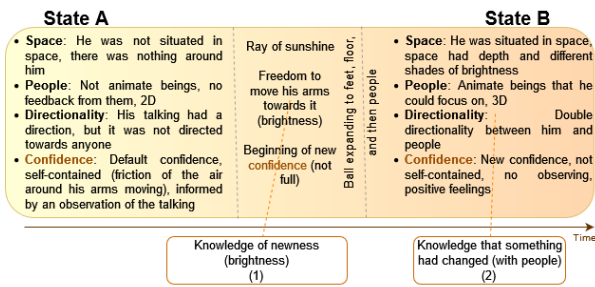 State A
State B
• Space: He was not situated in
space, there was nothing around
him
• People: Not animate beings, no
feedback from them, 2D
• Directionality: His talking had a
direction, but it was not directed
towards anyone
• Confidence: Default confidence,
self-contained (friction of the air
around his arms moving), informed
by an observation of the talking
Ray of sunshine
Freedom to
move his arms
towards it
(brightness)
Beginning of new
confidence (not
full)
Ball expanding to feet, floor,
and then people
• Space: He was situated in space,
space had depth and different
shades of brightness
• People: Animate beings that he
could focus on, 3D
• Directionality: Double
directionality between him and
people
• Confidence: New confidence, not
self-contained, no observing,
positive feelings
Time
Knowledge of newness
(brightness)
(1)
Knowledge that something
had changed (with people)
(2)